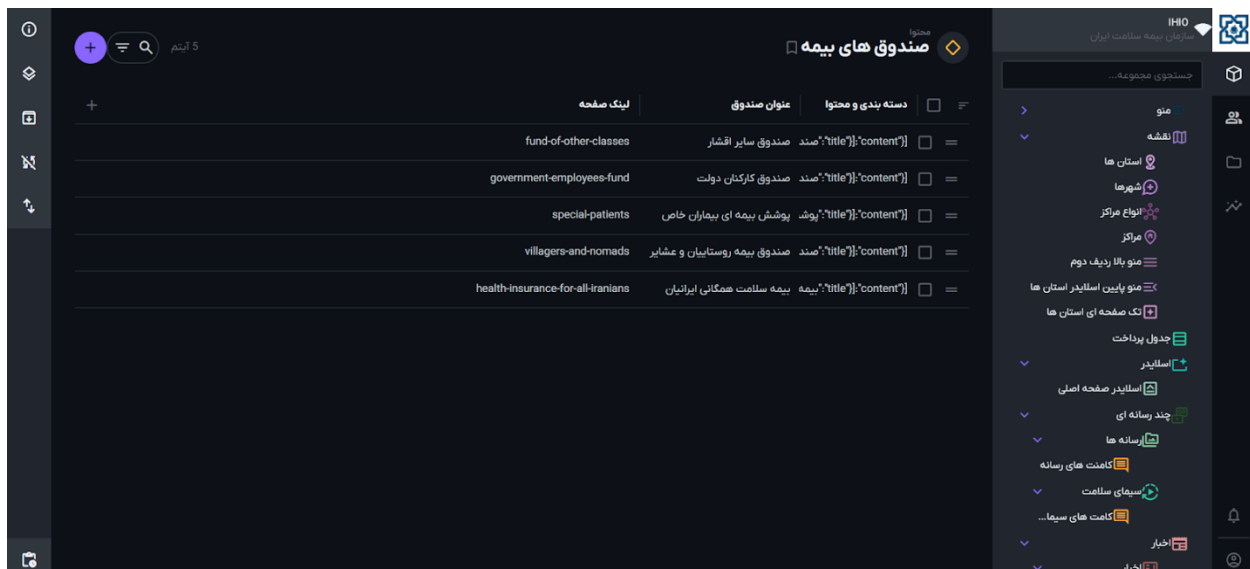 IHIO
سازمان بیمه سلامت ایران
جستجوی مجموعه...
منو
نقشه
استان ها
شهرها
انواع مراکز
مراکز
منو بالا ردیف دوم
منو پایین اسلایدر استان ها
تک صفحه ای استان ها
جدول پرداخت
اسلایدر
اسلایدر صفحه اصلی
چند رسانه ای
رسانه ها
کامنت های رسانه
سیمای سلامت
کامت های سیما...
اخبار
اخبار
محتوا
صندوق های بیمه
5 آیتم
دسته بندی و محتوا عنوان صندوق لینک صفحه
[{"content":[{"title":"صند صندوق سایر اقشار fund-of-other-classes
[{"content":[{"title":"صند صندوق کارکنان دولت government-employees-fund
[{"content":[{"title":"پوش پوشش بیمه ای بیماران خاص special-patients
[{"content":[{"title":"صند صندوق بیمه روستاییان و عشایر villagers-and-nomads
[{"content":[{"title":"بیمه بیمه سلامت همگانی ایرانیان health-insurance-for-all-iranians